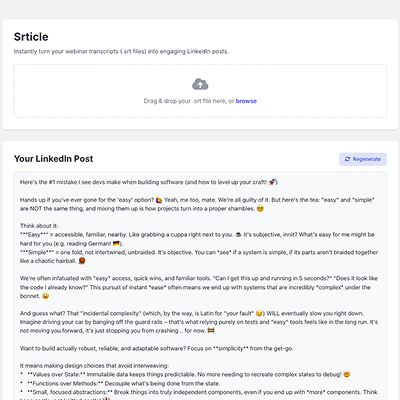 Srticle
Instantly turn your webinar transcripts (.srt files) into engaging LinkedIn posts.
Drag & drop your .srt file here, or browse
Your LinkedIn Post
Regenerate
Here's the #1 mistake I see devs make when building software (and how to level up your craft! 🚀)
Hands up if you've ever gone for the 'easy' option? 🙋 Yeah, me too, mate. We're all guilty of it. But here's the tea: "easy" and "simple"
are NOT the same thing, and mixing them up is how projects turn into a proper shambles. 😅
Think about it:
"**Easy**" = accessible, familiar, nearby. Like grabbing a cuppa right next to you. ☕ It's subjective, innit? What's easy for me might be
hard for you (e.g. reading German! 🇩🇪).
"**Simple**" = one fold, not intertwined, unbraided. It's objective. You can *see* if a system is simple, if its parts aren't braided together
like a chaotic hairball.
We're often infatuated with "easy" access, quick wins, and familiar tools. "Can I get this up and running in 5 seconds?" "Does it look like
the code I already know?" This pursuit of instant *ease* often means we end up with systems that are incredibly *complex* under the
bonnet. 😬
And guess what? That "incidental complexity" (which, by the way, is Latin for "your fault" 😉) WILL eventually slow you right down.
Imagine driving your car by banging off the guard rails – that's what relying purely on tests and "easy" tools feels like in the long run. It's
not moving you forward, it's just stopping you from crashing... for now. 🚧
Want to build actually robust, reliable, and adaptable software? Focus on **simplicity** from the get-go.
It means making design choices that avoid interweaving:
* **Values over State:** Immutable data keeps things predictable. No more needing to recreate complex states to debug! 🤯
* **Functions over Methods:** Decouple what's being done from the state.
* **Small, focused abstractions:** Break things into truly independent components, even if you end up with *more* components. Think